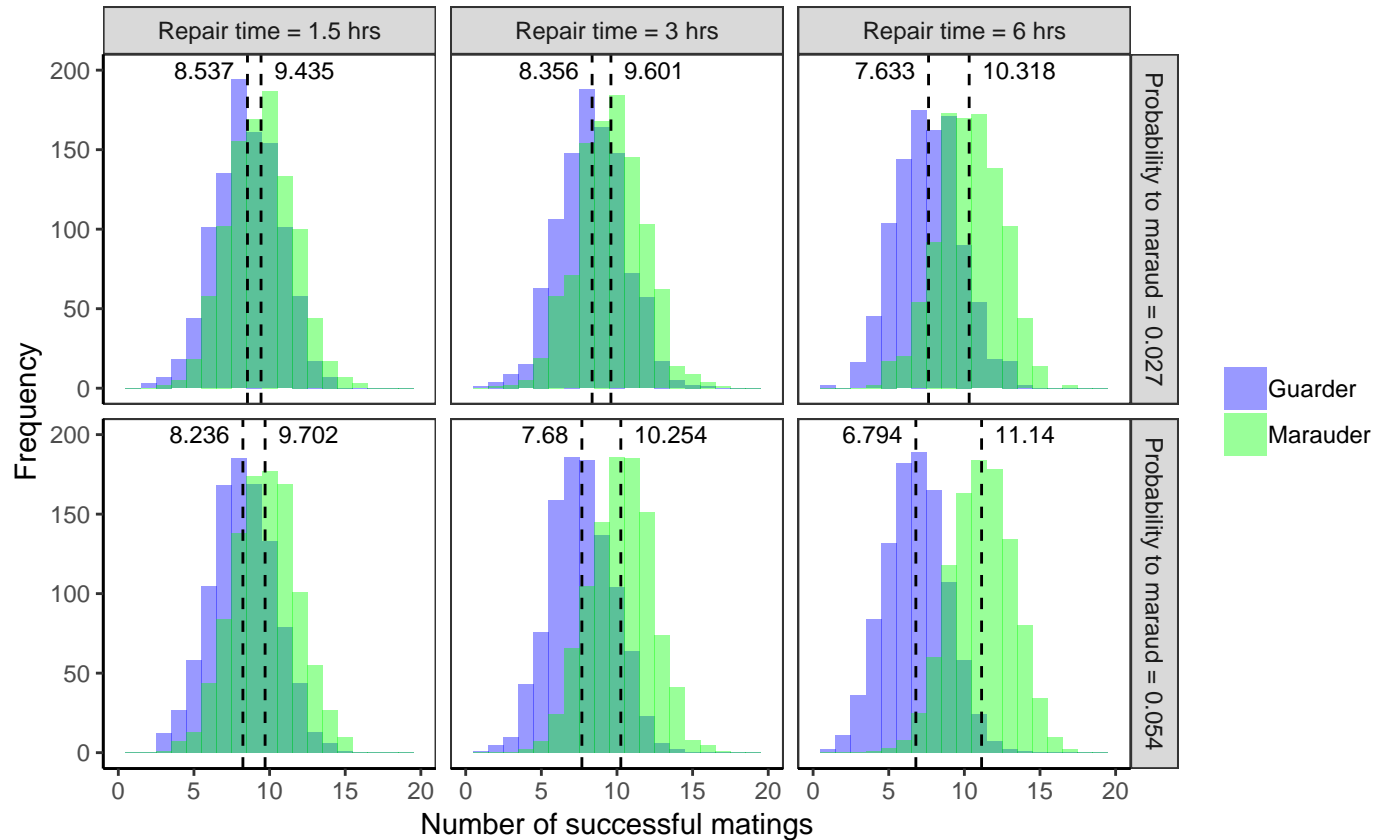 Repair time = 1.5 hrs
Repair time = 3 hrs
Repair time = 6 hrs
200
150
100
50
0
8.537 9.435
8.356 9.601
7.633 10.318
Probability to maraud = 0.027
200
150
100
50
0
8.236 9.702
7.68 10.254
6.794 11.14
Probability to maraud = 0.054
0 5 10 15 20
0 5 10 15 20
0 5 10 15 20
Frequency
Number of successful matings
Guarder
Marauder